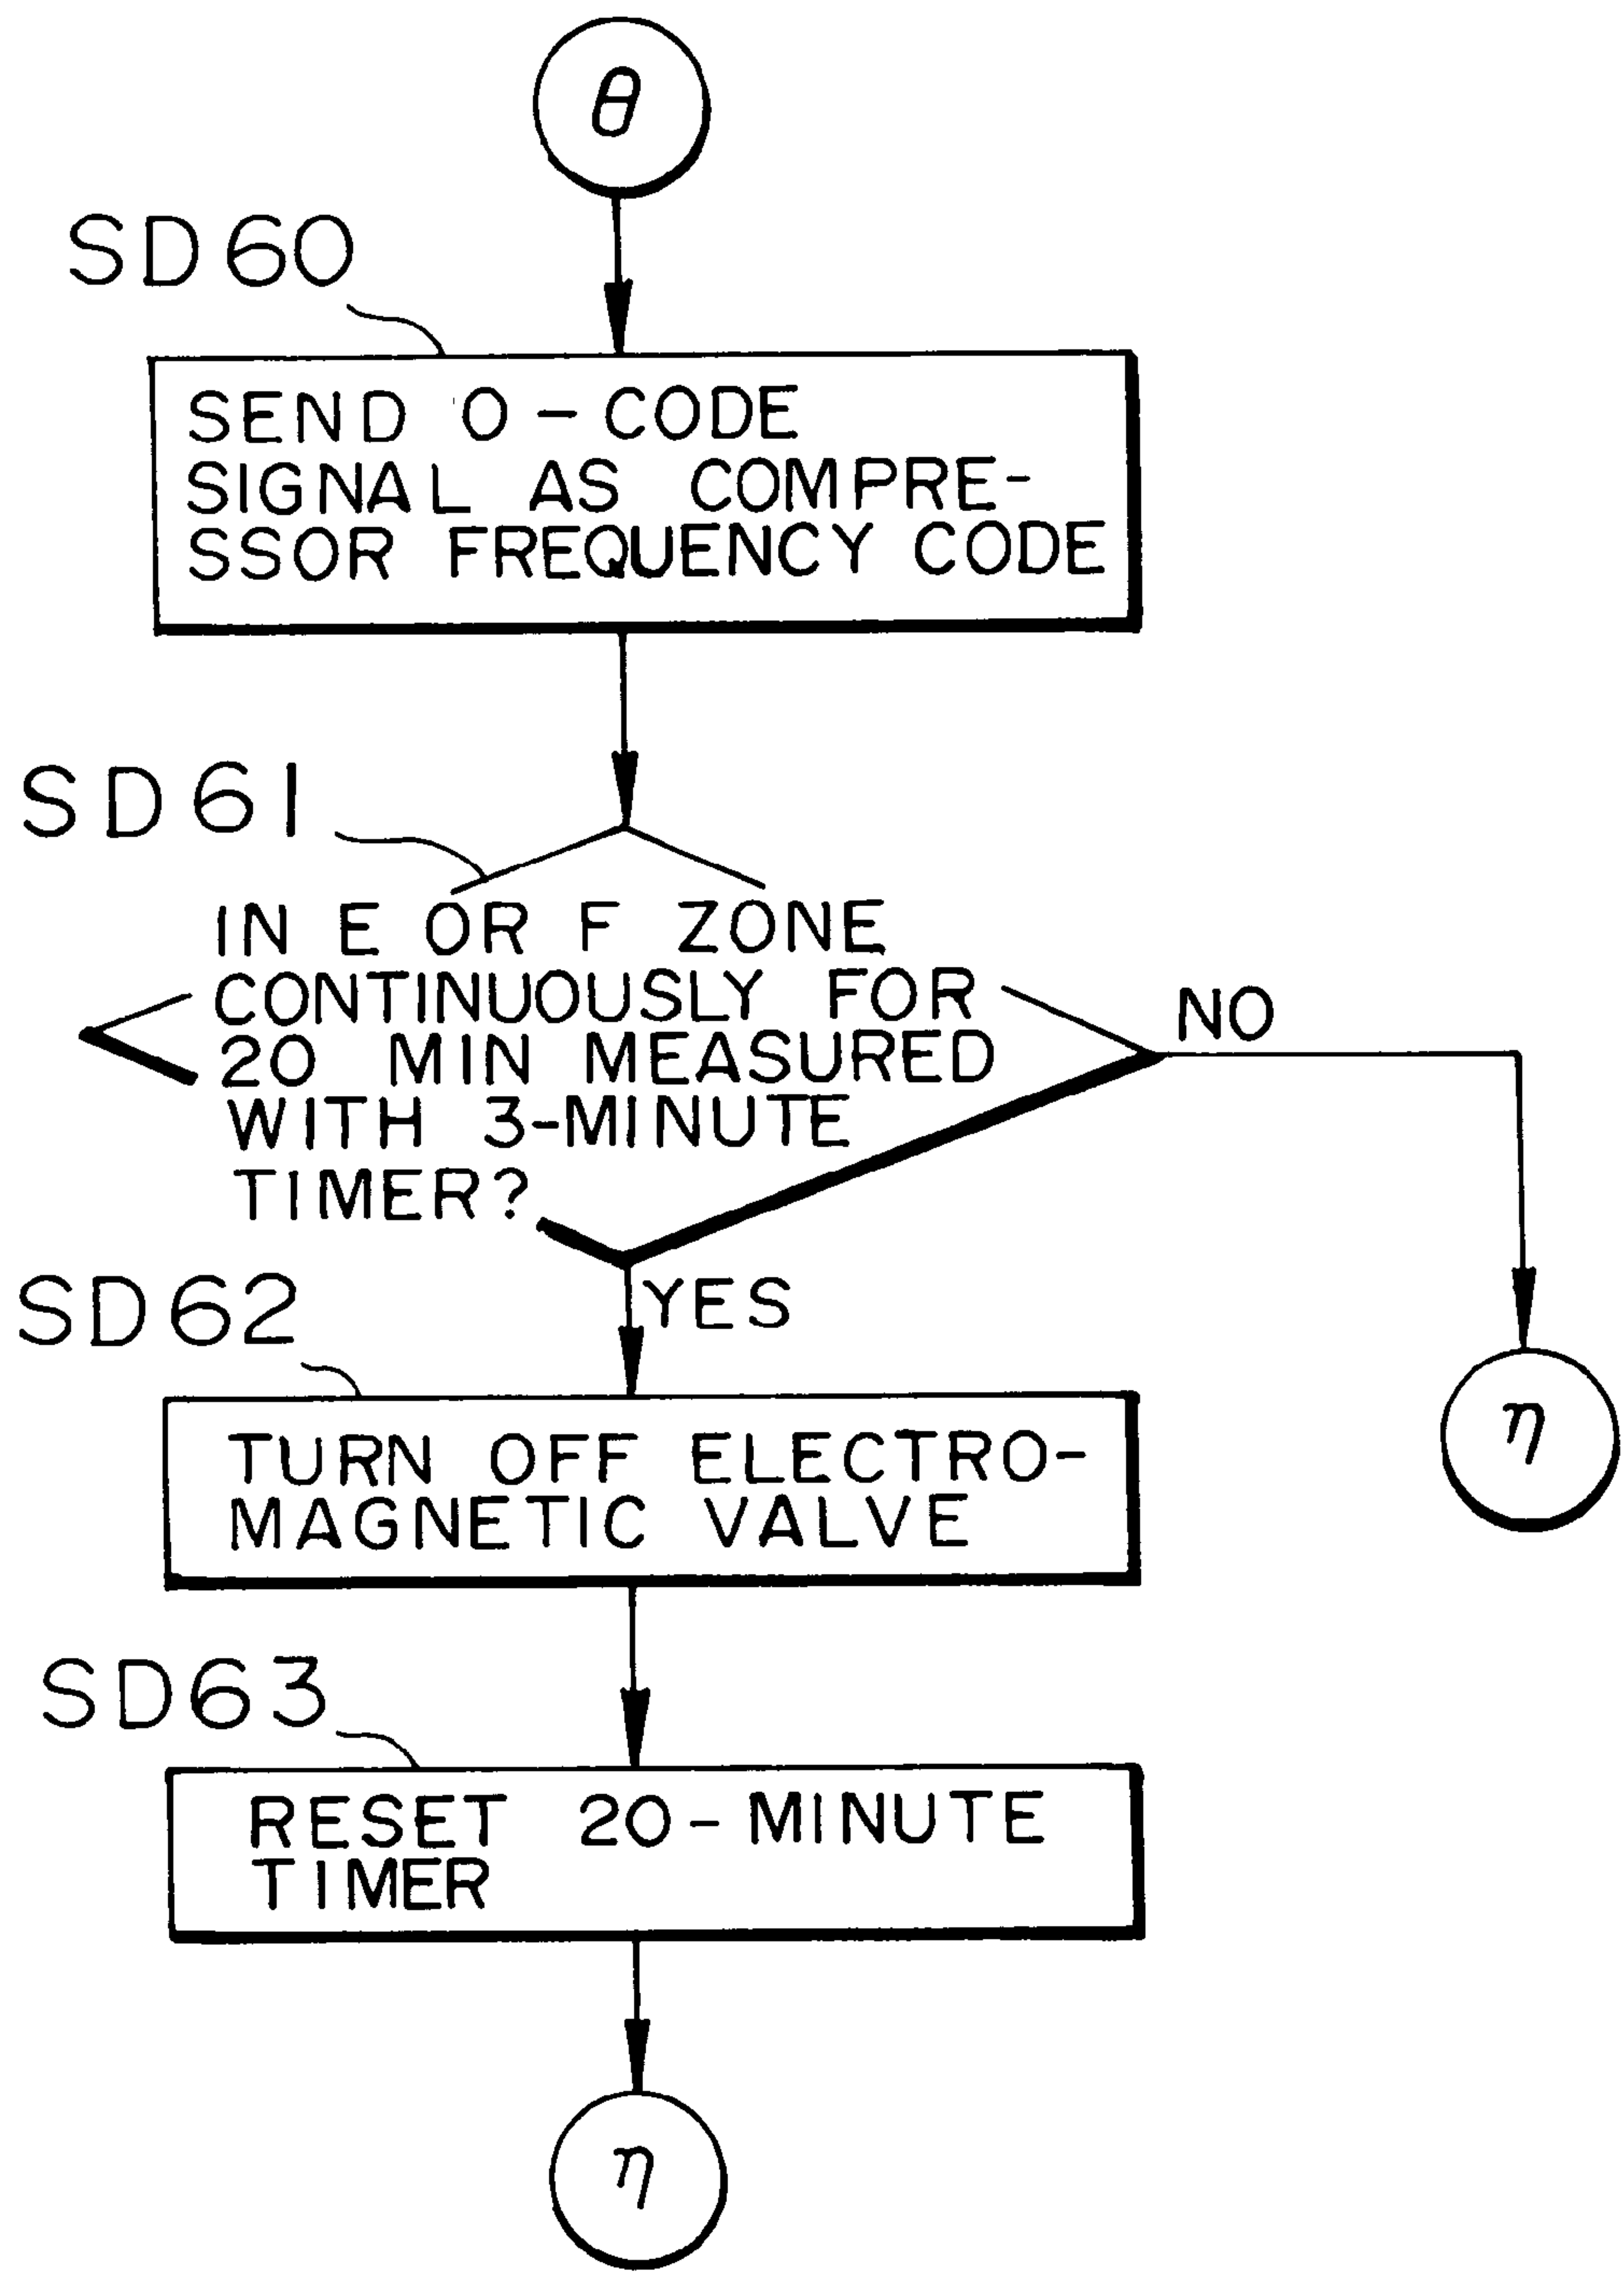 θ
SD60
SEND 0-CODE
SIGNAL AS COMPRE-
SSOR FREQUENCY CODE
SD61
IN E OR F ZONE
CONTINUOUSLY FOR
20 MIN MEASURED
WITH 3-MINUTE
TIMER?
NO
YES
η
SD62
TURN OFF ELECTRO-
MAGNETIC VALVE
SD63
RESET 20-MINUTE
TIMER
η